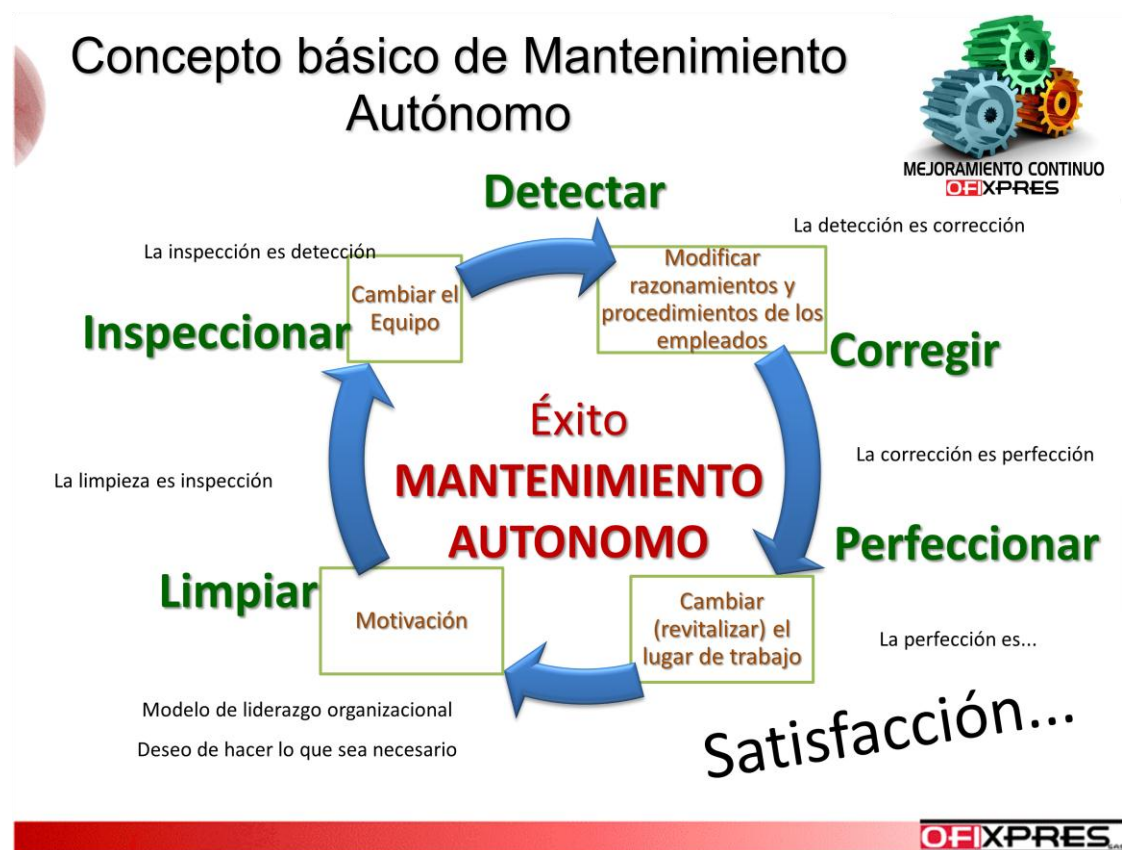 Concepto básico de Mantenimiento
Autónomo
MEJORAMIENTO CONTINUO
OFIXPRES
Detectar
La detección es corrección
La inspección es detección
Modificar
razonamientos y
procedimientos de los
empleados
Cambiar el
Equipo
Inspeccionar
Corregir
Éxito
MANTENIMIENTO
AUTONOMO
La corrección es perfección
La limpieza es inspección
Perfeccionar
Limpiar
Motivación
Cambiar
(revitalizar) el
lugar de trabajo
La perfección es...
Modelo de liderazgo organizacional
Deseo de hacer lo que sea necesario
Satisfacción...
OFIXPRES SAS